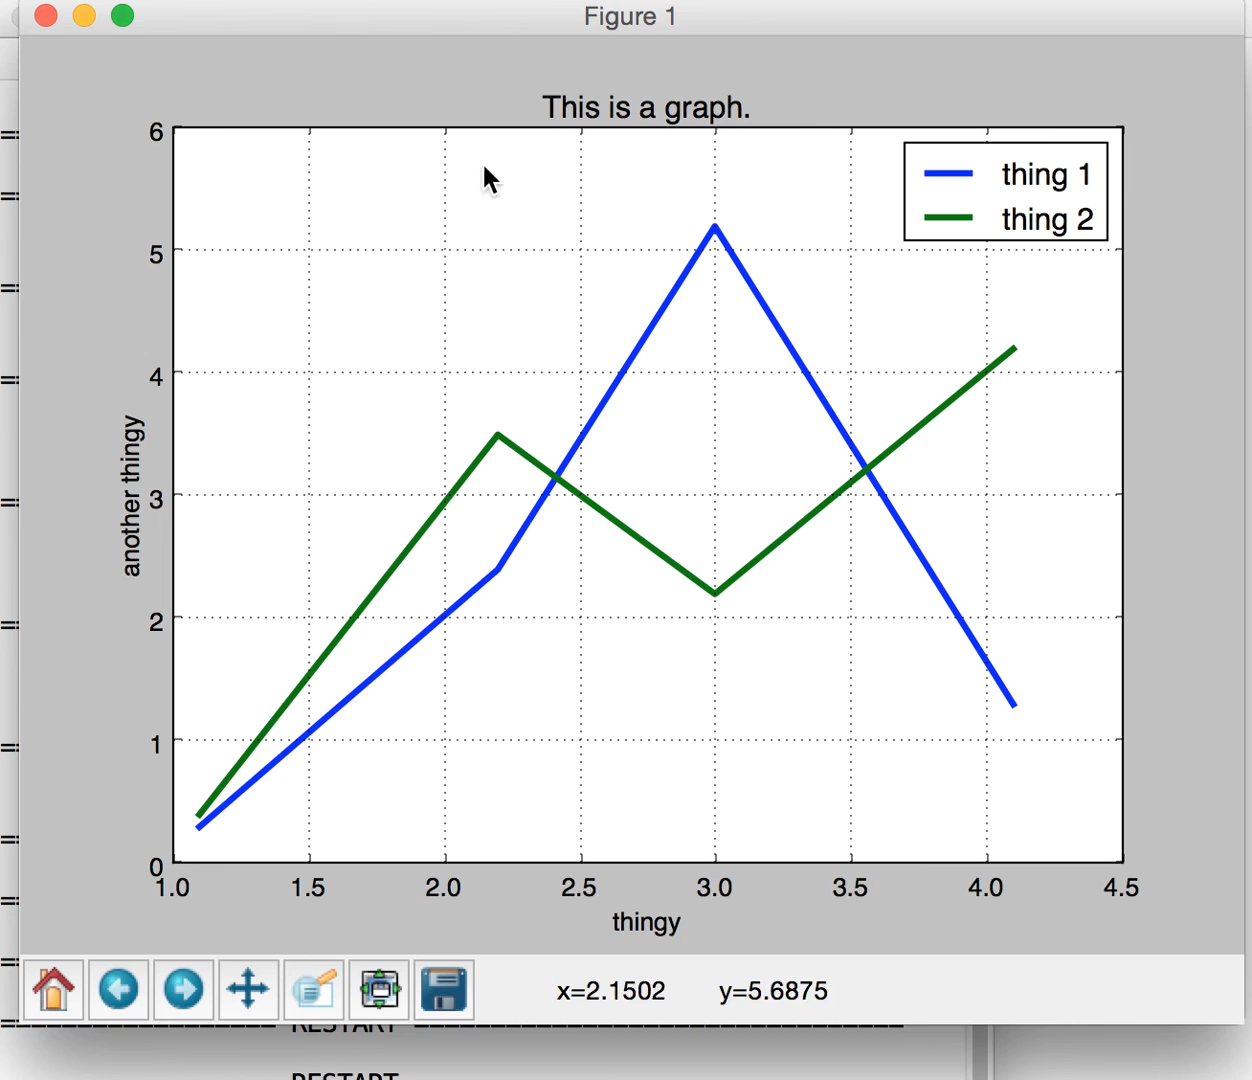 Figure 1
This is a graph.
thing 1
thing 2
6
5
4
3
2
1
0
another thingy
1.0 1.5 2.0 2.5 3.0 3.5 4.0 4.5
thingy
x=2.1502 y=5.6875
RESTART
RESTART